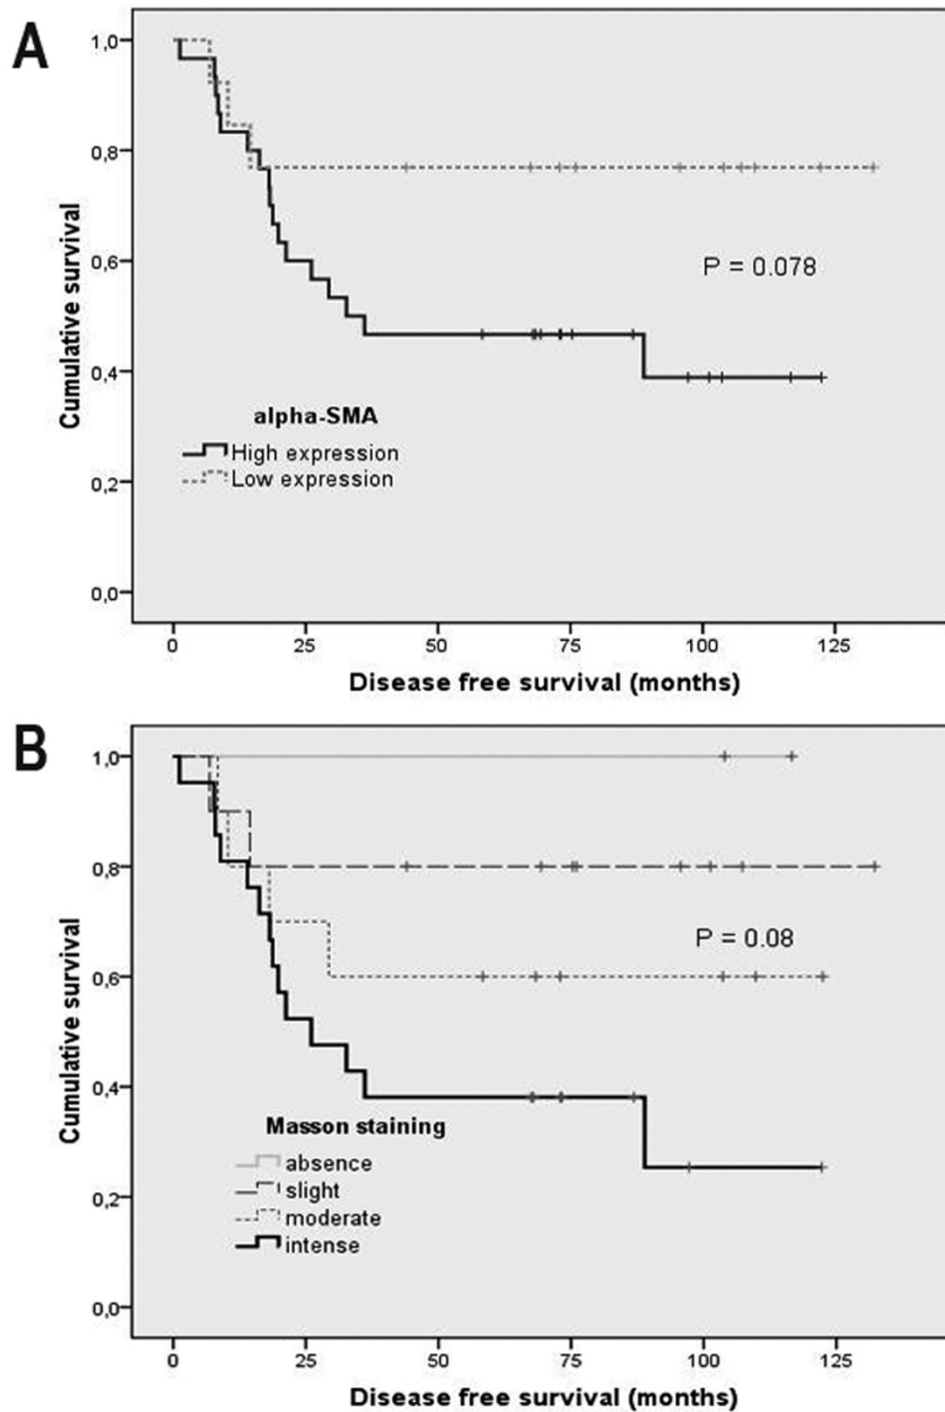 A
1,0
0,8
0,6
0,4
0,2
0,0
Cumulative survival
P = 0.078
alpha-SMA
High expression
Low expression
0 25 50 75 100 125
Disease free survival (months)
B
1,0
0,8
0,6
0,4
0,2
0,0
Cumulative survival
P = 0.08
Masson staining
absence
slight
moderate
intense
0 25 50 75 100 125
Disease free survival (months)